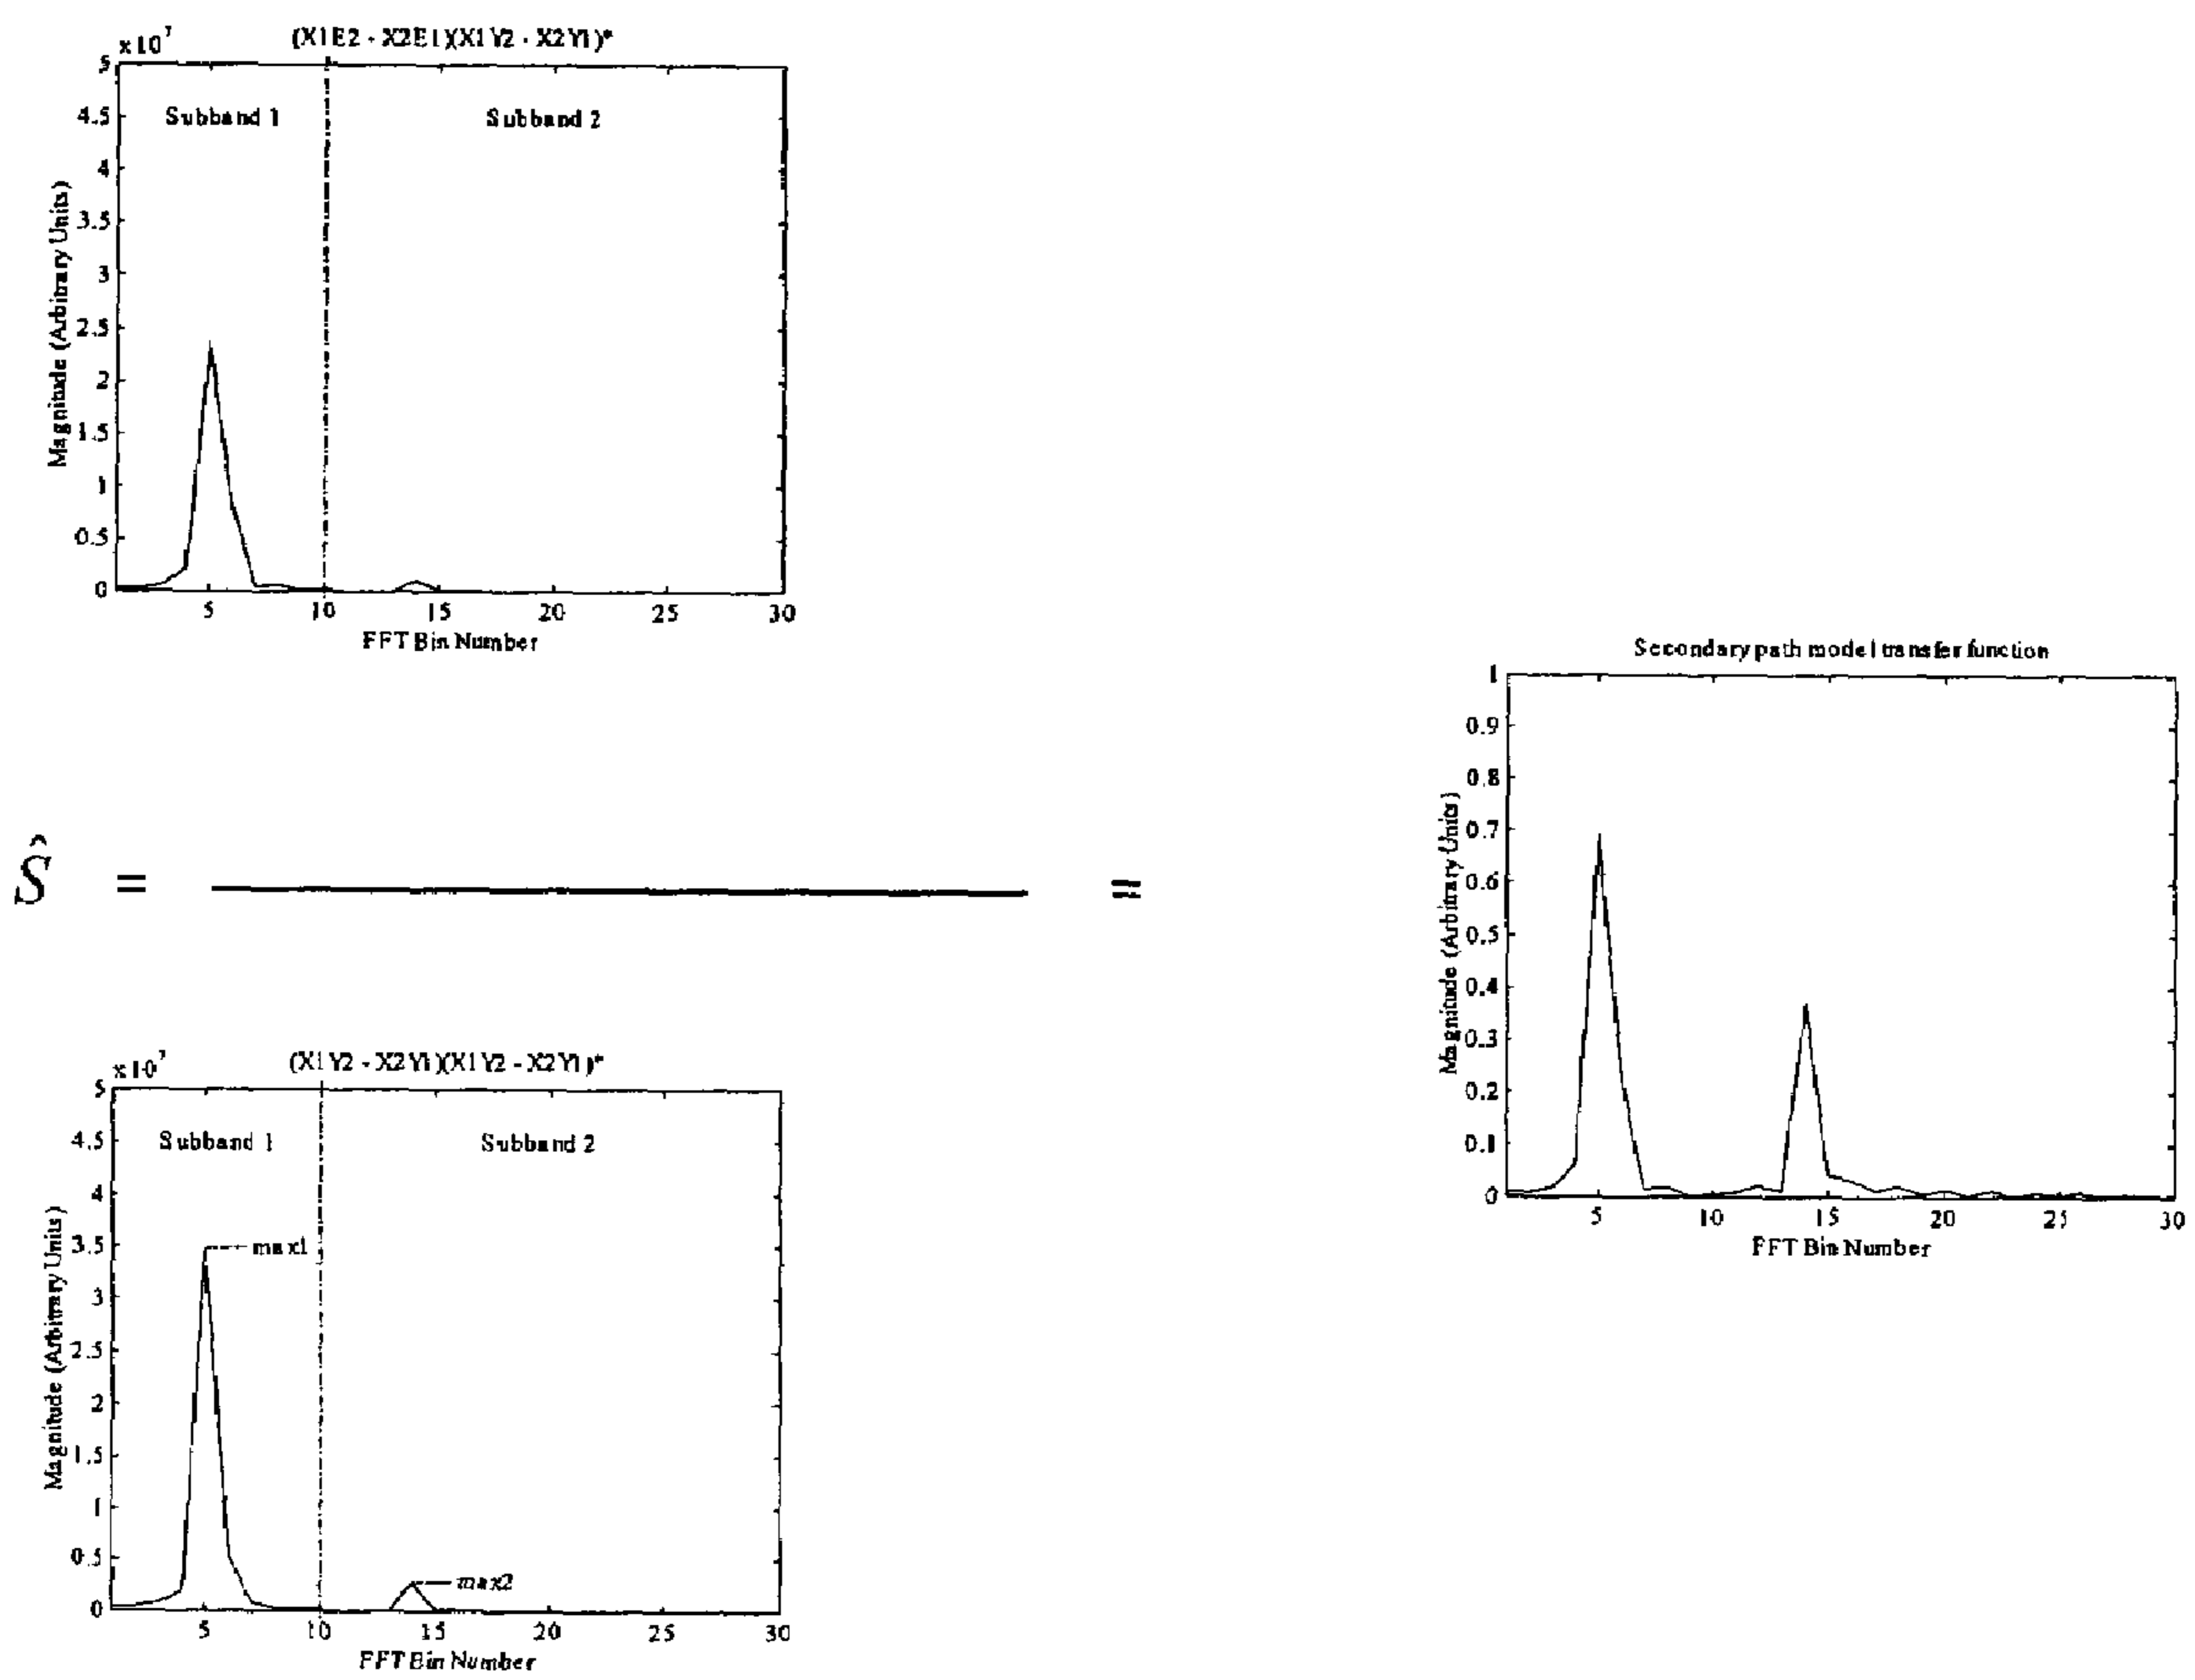 x10^7 (X1E2 - X2E1)(X1Y2 - X2Y1)*
5
4.5
4
3.5
3
2.5
2
1.5
1
0.5
0
Magnitude (Arbitrary Units)
Subband 1 Subband 2
5 10 15 20 25 30
FFT Bin Number
Ŝ = =
Secondary path model transfer function
1
0.9
0.8
0.7
0.6
0.5
0.4
0.3
0.2
0.1
0
Magnitude (Arbitrary Units)
5 10 15 20 25 30
FFT Bin Number
x10^7 (X1Y2 - X2Y1)(X1Y2 - X2Y1)*
5
4.5
4
3.5
3
2.5
2
1.5
1
0.5
0
Magnitude (Arbitrary Units)
Subband 1 Subband 2
max1
max2
5 10 15 20 25 30
FFT Bin Number